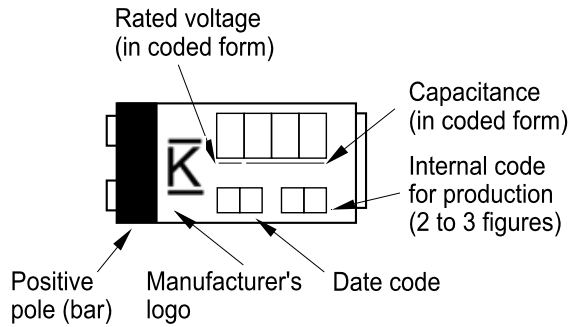 Rated voltage
(in coded form)
Capacitance
(in coded form)
K
Internal code
for production
(2 to 3 figures)
Positive
pole (bar)
Manufacturer's
logo
Date code